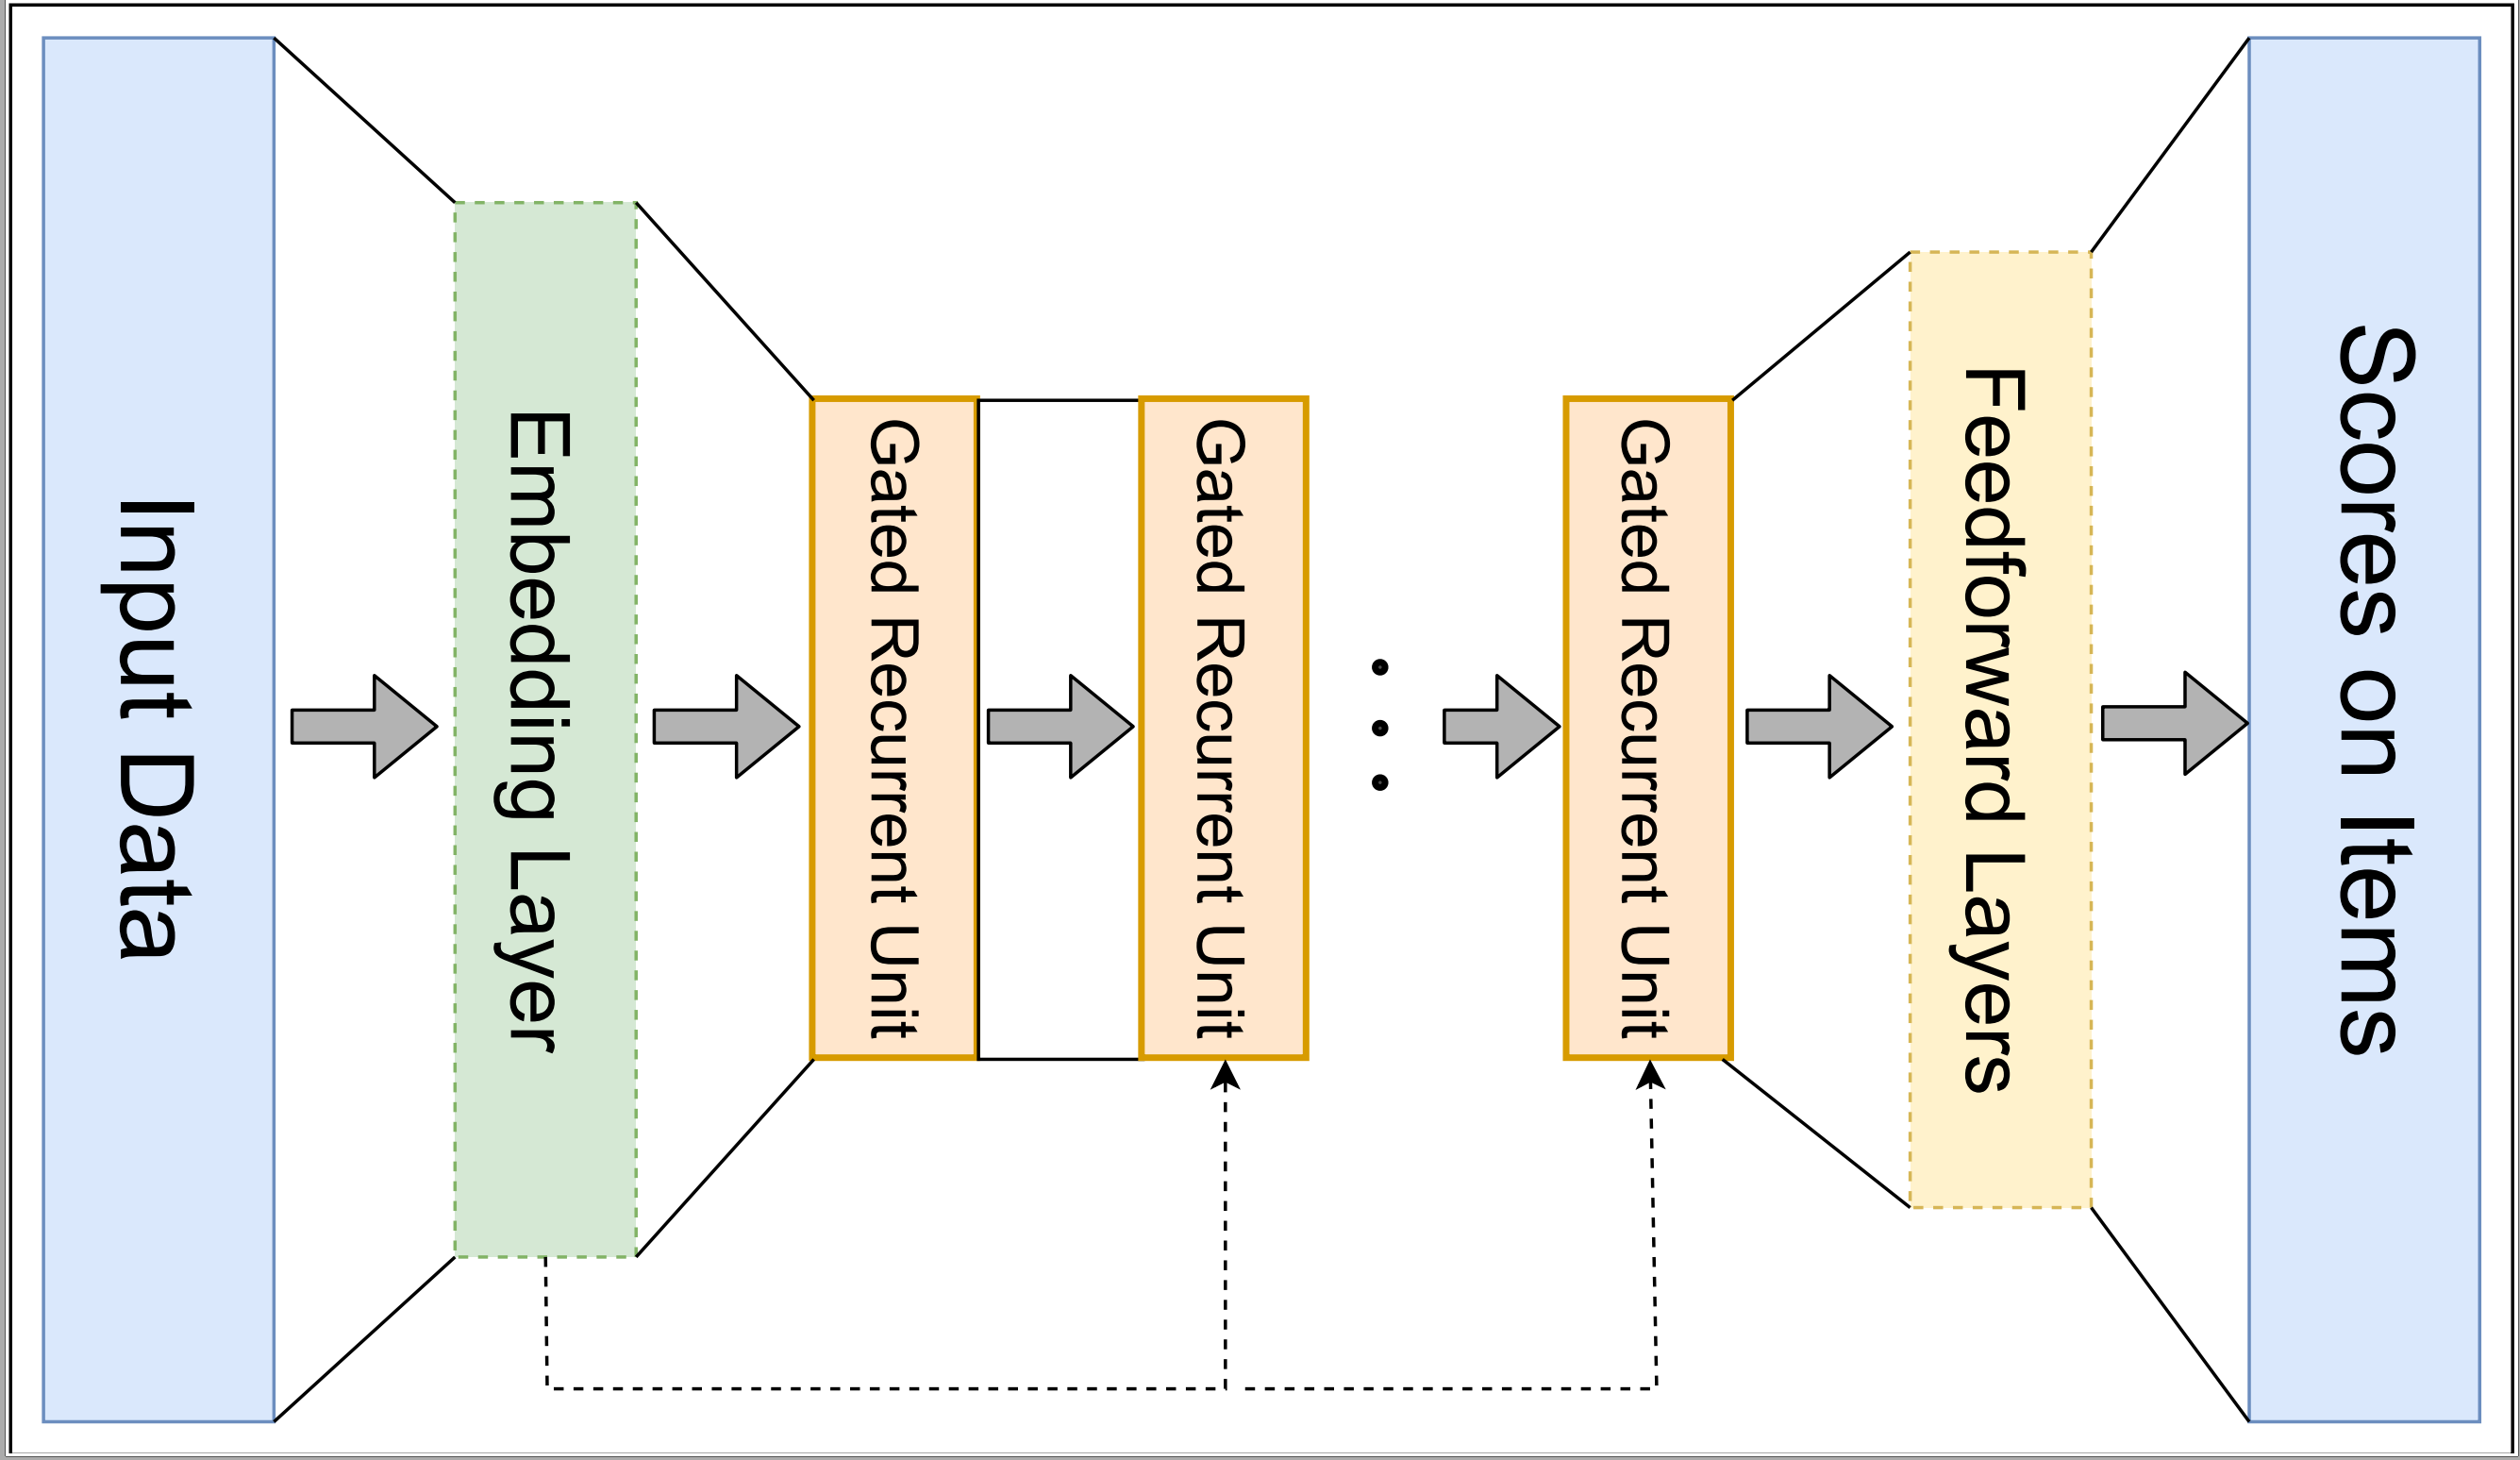 Input Data
Embedding Layer
Gated Recurrent Unit
Gated Recurrent Unit
Gated Recurrent Unit
Feedforward Layers
Scores on Items